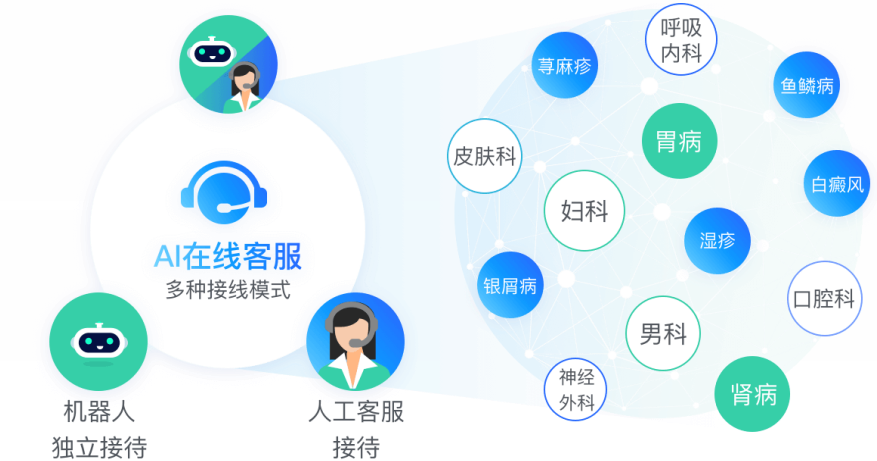 AI在线客服
多种接线模式
机器人
独立接待
人工客服
接待
呼吸
内科
荨麻疹
鱼鳞病
胃病
皮肤科
白癜风
妇科
湿疹
银屑病
口腔科
男科
神经
外科
肾病